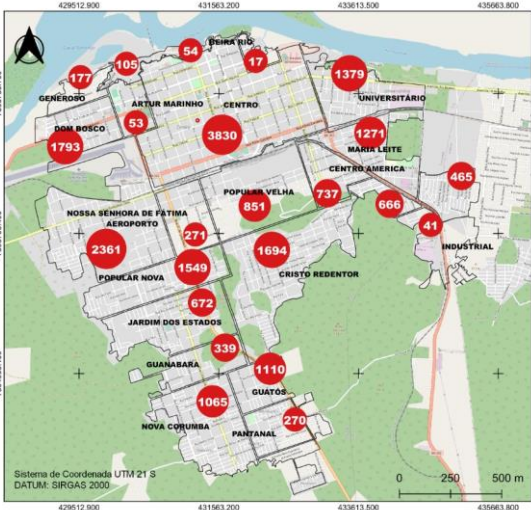 429512.900 431563.200 433613.500 435663.800
54
BEIRA RIO
105
17
177
1379
GENEROSO
ARTUR MARINHO
CENTRO
UNIVERSITÁRIO
53
DOM BOSCO
3830
1271
1793
MARIA LEITE
CENTRO AMERICA
465
POPULAR VELHA
737
851
666
NOSSA SENHORA DE FÁTIMA
AEROPORTO
271
41
2361
1694
INDUSTRIAL
1549
CRISTO REDENTOR
POPULAR NOVA
672
JARDIM DOS ESTADOS
339
GUANABARA
1110
GUATÓS
1065
270
NOVA CORUMBA
PANTANAL
Sistema de Coordenada UTM 21 S
DATUM: SIRGAS 2000
0 250 500 m
429512.900 431563.200 433613.500 435663.800